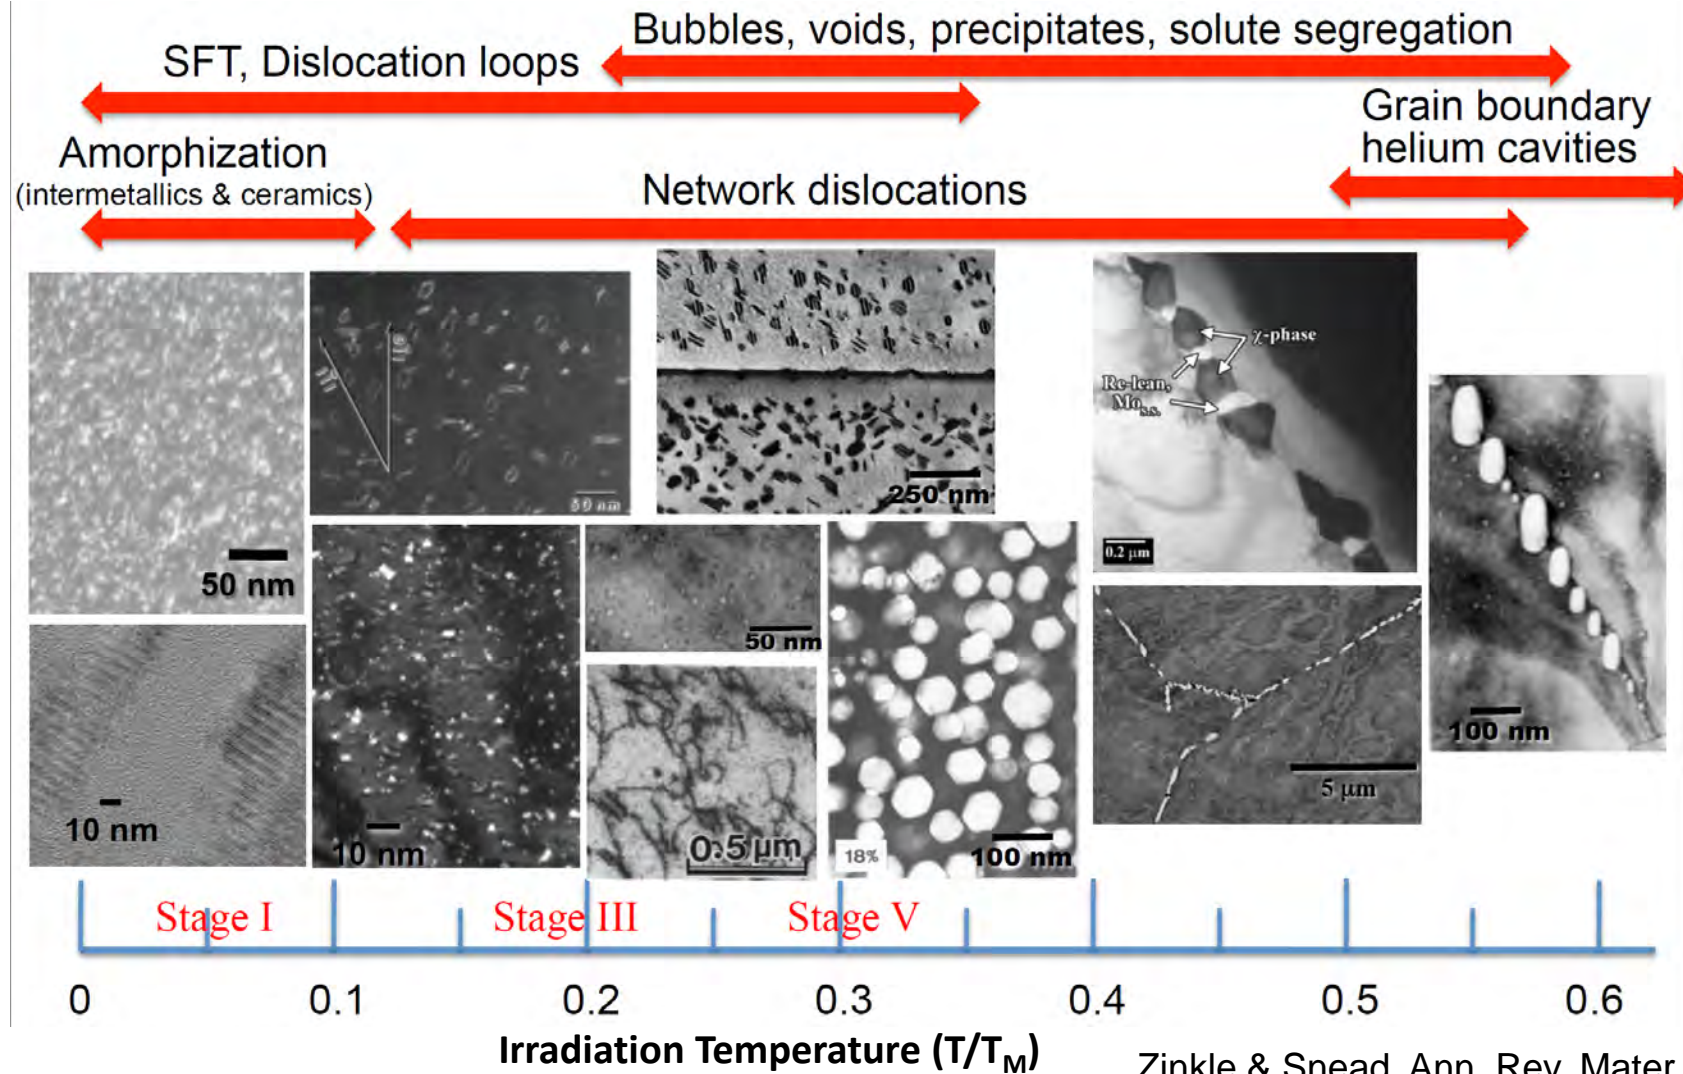 Bubbles, voids, precipitates, solute segregation
SFT, Dislocation loops
Grain boundary
helium cavities
Amorphization
(intermetallics & ceramics)
Network dislocations
50 nm
10 nm
50 nm
10 nm
250 nm
50 nm
0.5 µm
18%
100 nm
χ-phase
Re-lean,
Mos.s.
0.2 µm
5 µm
100 nm
Stage I
Stage III
Stage V
0 0.1 0.2 0.3 0.4 0.5 0.6
Irradiation Temperature (T/TM)
Zinkle & Snead, Ann. Rev. Mater.